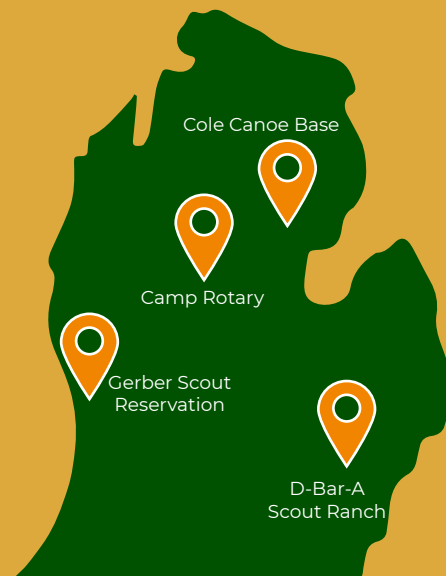 Cole Canoe Base
Camp Rotary
Gerber Scout
Reservation
D-Bar-A
Scout Ranch